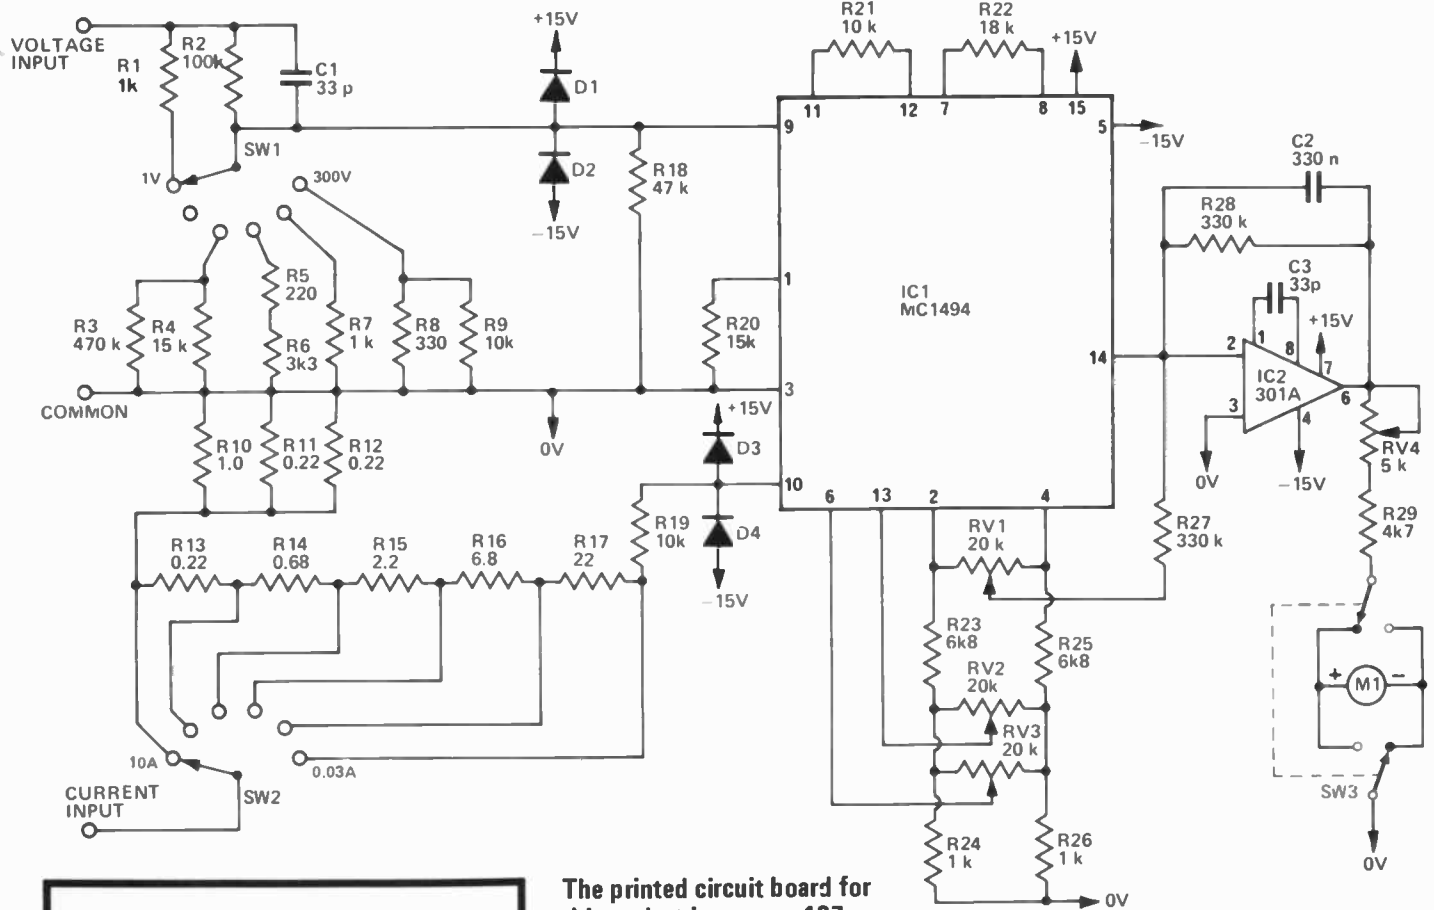 VOLTAGE
INPUT
R1
1k
R2
100k
C1
33 p
SW1
1V
300V
+15V
D1
D2
-15V
R18
47 k
R21
10 k
R22
18 k
+15V
11
12
7
8
15
9
5
-15V
1
IC1
MC1494
3
14
10
6
13
2
4
R3
470 k
R4
15 k
R5
220
R6
3k3
R7
1 k
R8
330
R9
10k
R20
15k
COMMON
0V
R10
1.0
R11
0.22
R12
0.22
+15V
D3
D4
-15V
R19
10k
R13
0.22
R14
0.68
R15
2.2
R16
6.8
R17
22
10A
0.03A
SW2
CURRENT
INPUT
RV1
20 k
R23
6k8
R25
6k8
RV2
20k
RV3
20 k
R24
1 k
R26
1 k
0V
C2
330 n
R28
330 k
C3
33p
+15V
1
8
2
7
IC2
301A
6
3
4
0V
-15V
RV4
5 k
R27
330 k
R29
4k7
+
M1
-
SW3
0V
The printed circuit board for